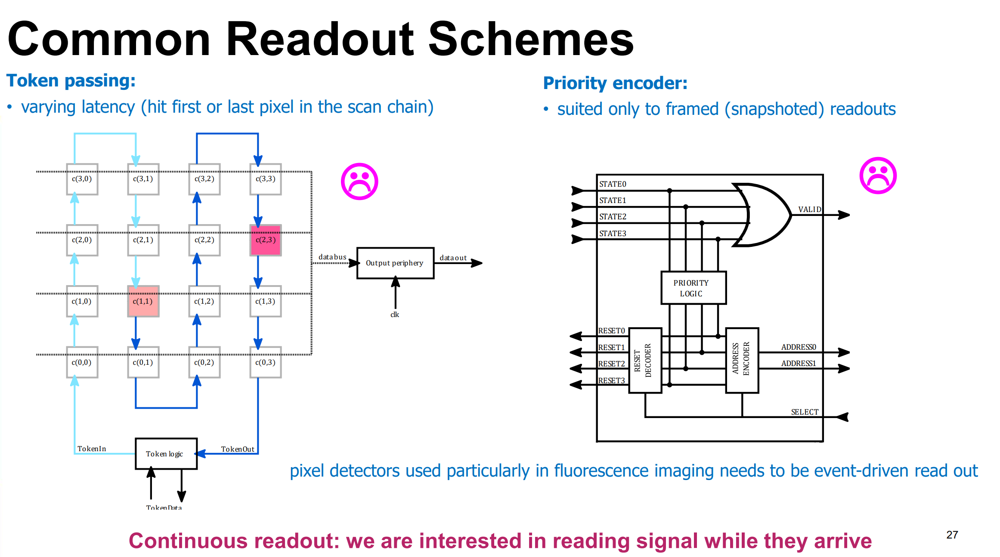 Common Readout Schemes
Token passing:
• varying latency (hit first or last pixel in the scan chain)
c(3,0) c(3,1) c(3,2) c(3,3)
c(2,0) c(2,1) c(2,2) c(2,3)
c(1,0) c(1,1) c(1,2) c(1,3)
c(0,0) c(0,1) c(0,2) c(0,3)
data bus
Output periphery
data out
clk
TokenIn
Token logic
TokenOut
TokenData
Priority encoder:
• suited only to framed (snapshoted) readouts
STATE0
STATE1
STATE2
STATE3
VALID
PRIORITY
LOGIC
RESET0
RESET1
RESET2
RESET3
RESET
DECODER
ADDRESS
ENCODER
ADDRESS0
ADDRESS1
SELECT
pixel detectors used particularly in fluorescence imaging needs to be event-driven read out
Continuous readout: we are interested in reading signal while they arrive
27